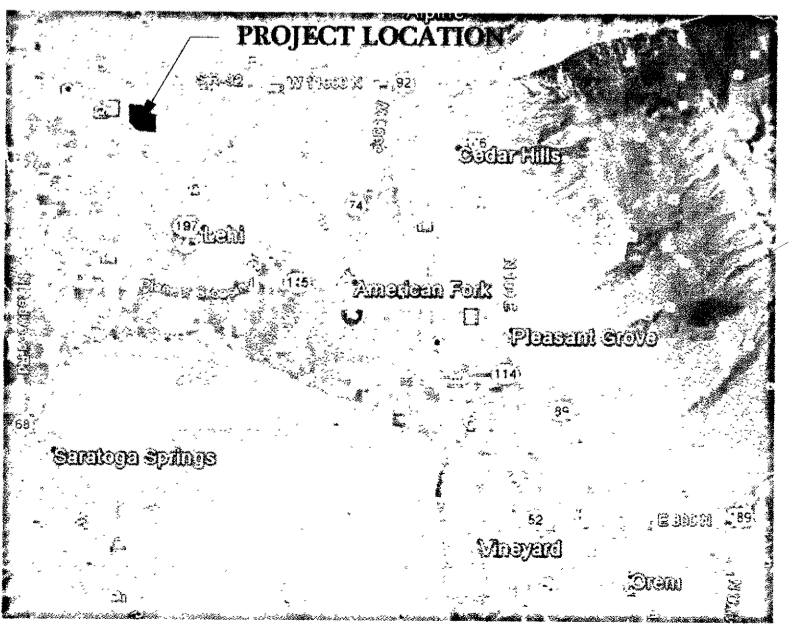 Alpine
PROJECT LOCATION
SR-92
92
Cedar Hills
74
197
Lehi
115
American Fork
Pleasant Grove
114
89
68
Saratoga Springs
52
89
Vineyard
Orem